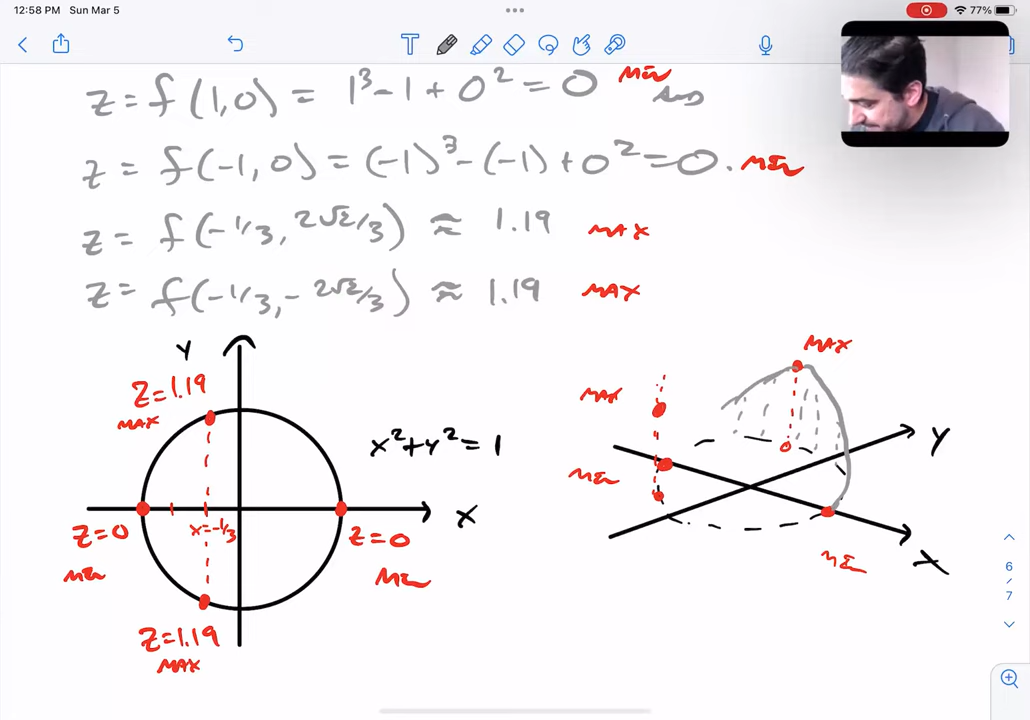 12:58 PM Sun Mar 5
77%
T
z = f(1,0) = 1³ - 1 + 0² = 0 MIN AND
z = f(-1,0) = (-1)³ - (-1) + 0² = 0. MIN
z = f(-1/3, 2√2/3) ≈ 1.19 MAX
z = f(-1/3, -2√2/3) ≈ 1.19 MAX
Y
Z=1.19
MAX
x²+y²=1
Z=0
MIN
x=-1/3
Z=0
MIN
X
Z=1.19
MAX
MAX
MAX
MIN
Y
MIN
X
6
/
7